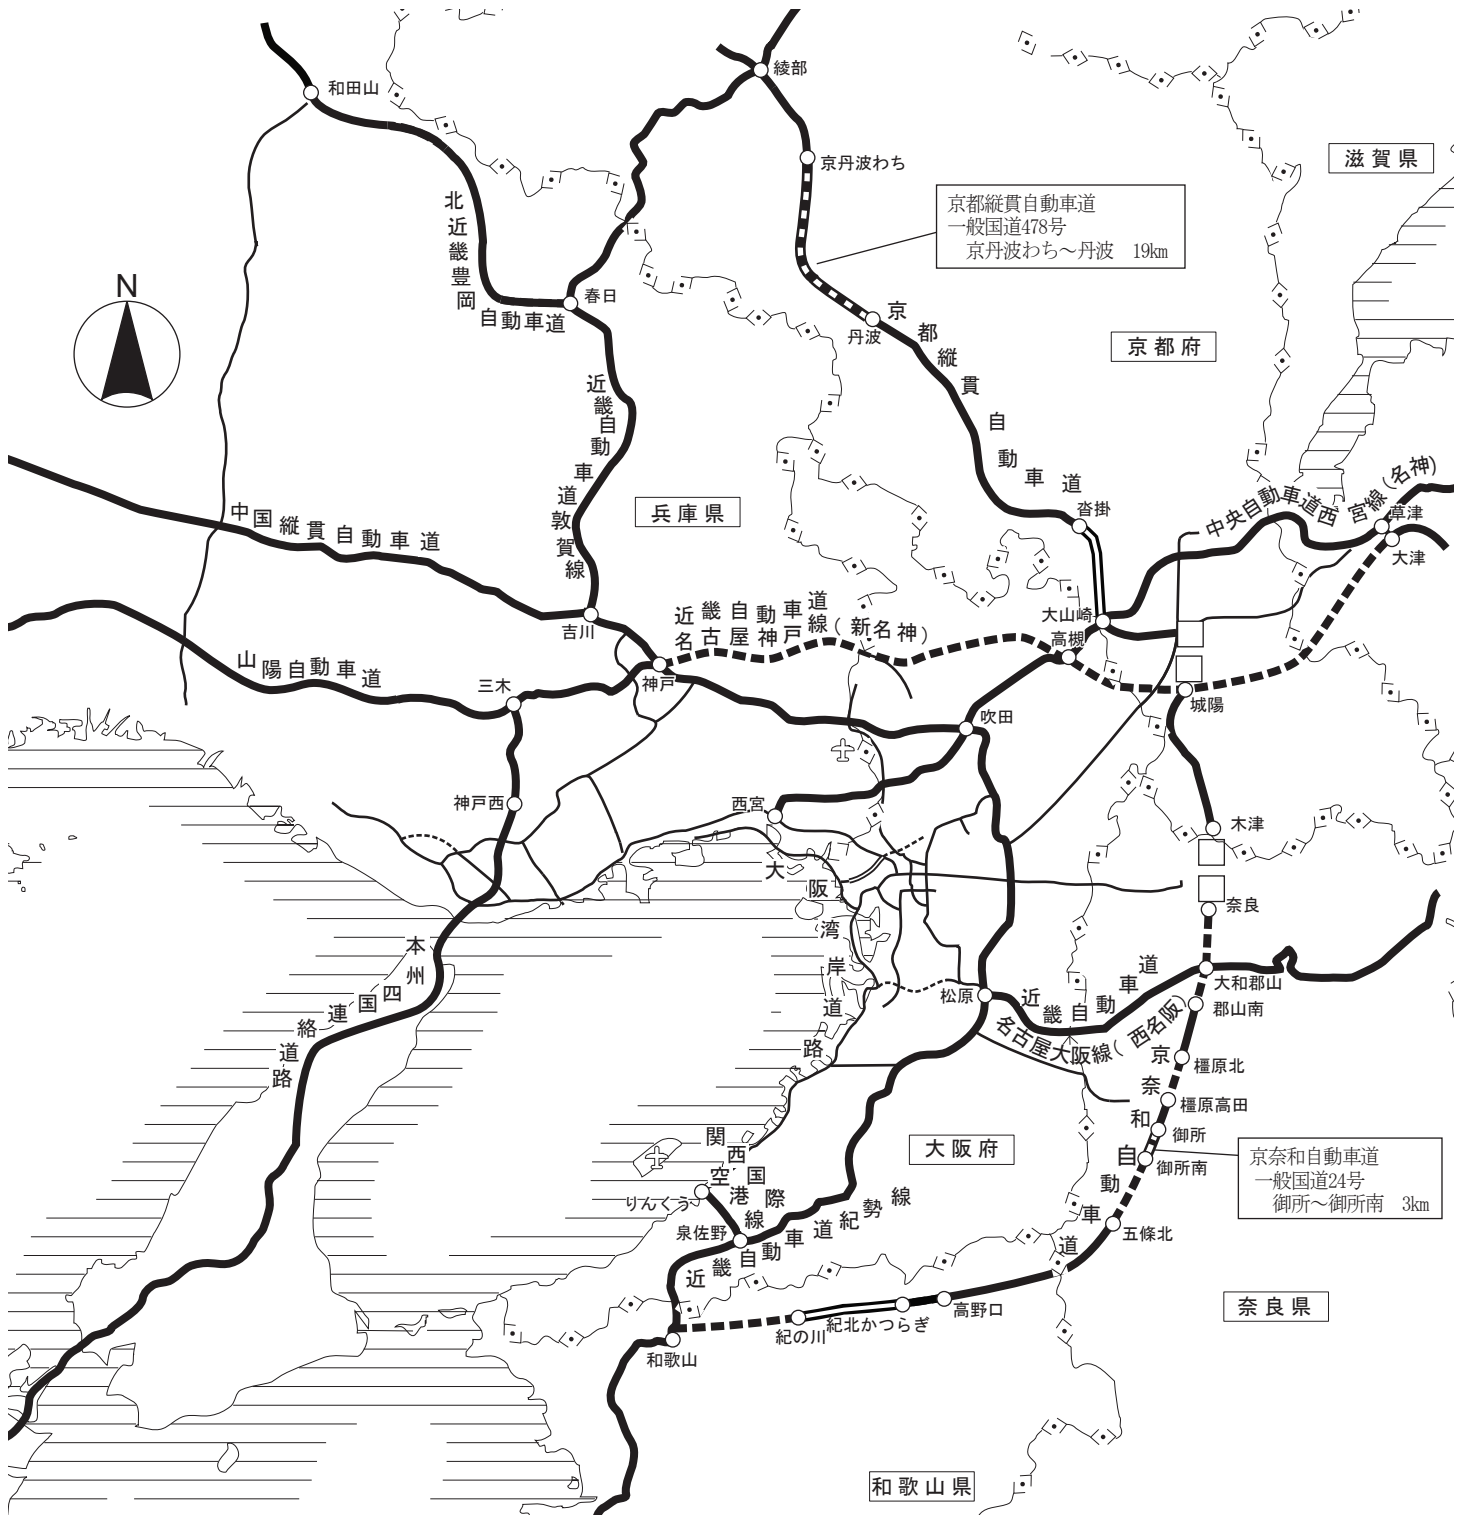 和田山
綾部
京丹波わち
滋賀県
京都縦貫自動車道
一般国道478号
京丹波わち〜丹波 19km
北近畿豊岡自動車道
N
春日
丹波
京都縦貫自動車道
京都府
近畿自動車道敦賀線
兵庫県
中国縦貫自動車道
沓掛
中央自動車道西宮線(名神)
草津
大津
吉川
近畿自動車道
名古屋神戸線(新名神)
大山崎
高槻
山陽自動車道
三木
神戸
城陽
吹田
神戸西
西宮
木津
大阪湾岸道路
奈良
本州四国連絡道路
松原
近畿自動車道
名古屋大阪線(西名阪)
大和郡山
郡山南
京奈和自動車道
橿原北
橿原高田
御所
御所南
関西国際空港線
大阪府
京奈和自動車道
一般国道24号
御所〜御所南 3km
りんくう
泉佐野
近畿自動車道紀勢線
五條北
高野口
紀北かつらぎ
紀の川
和歌山
奈良県
和歌山県